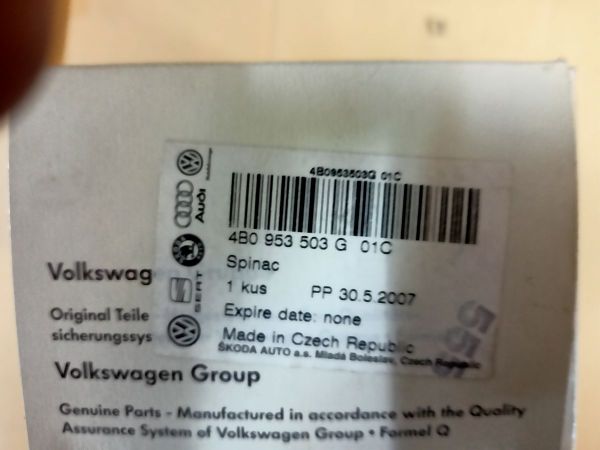 4B0953503G 01C
4B0 953 503 G 01C
Spinac
1 kus PP 30.5.2007
Expire date: none
Made in Czech Republic
ŠKODA AUTO a.s. Mladá Boleslav, Czech Republic
Audi
SEAT
Volkswag
Original Teile
sicherungssys
Volkswagen Group
Genuine Parts - Manufactured in accordance with the Quality
Assurance System of Volkswagen Group • Formel Q